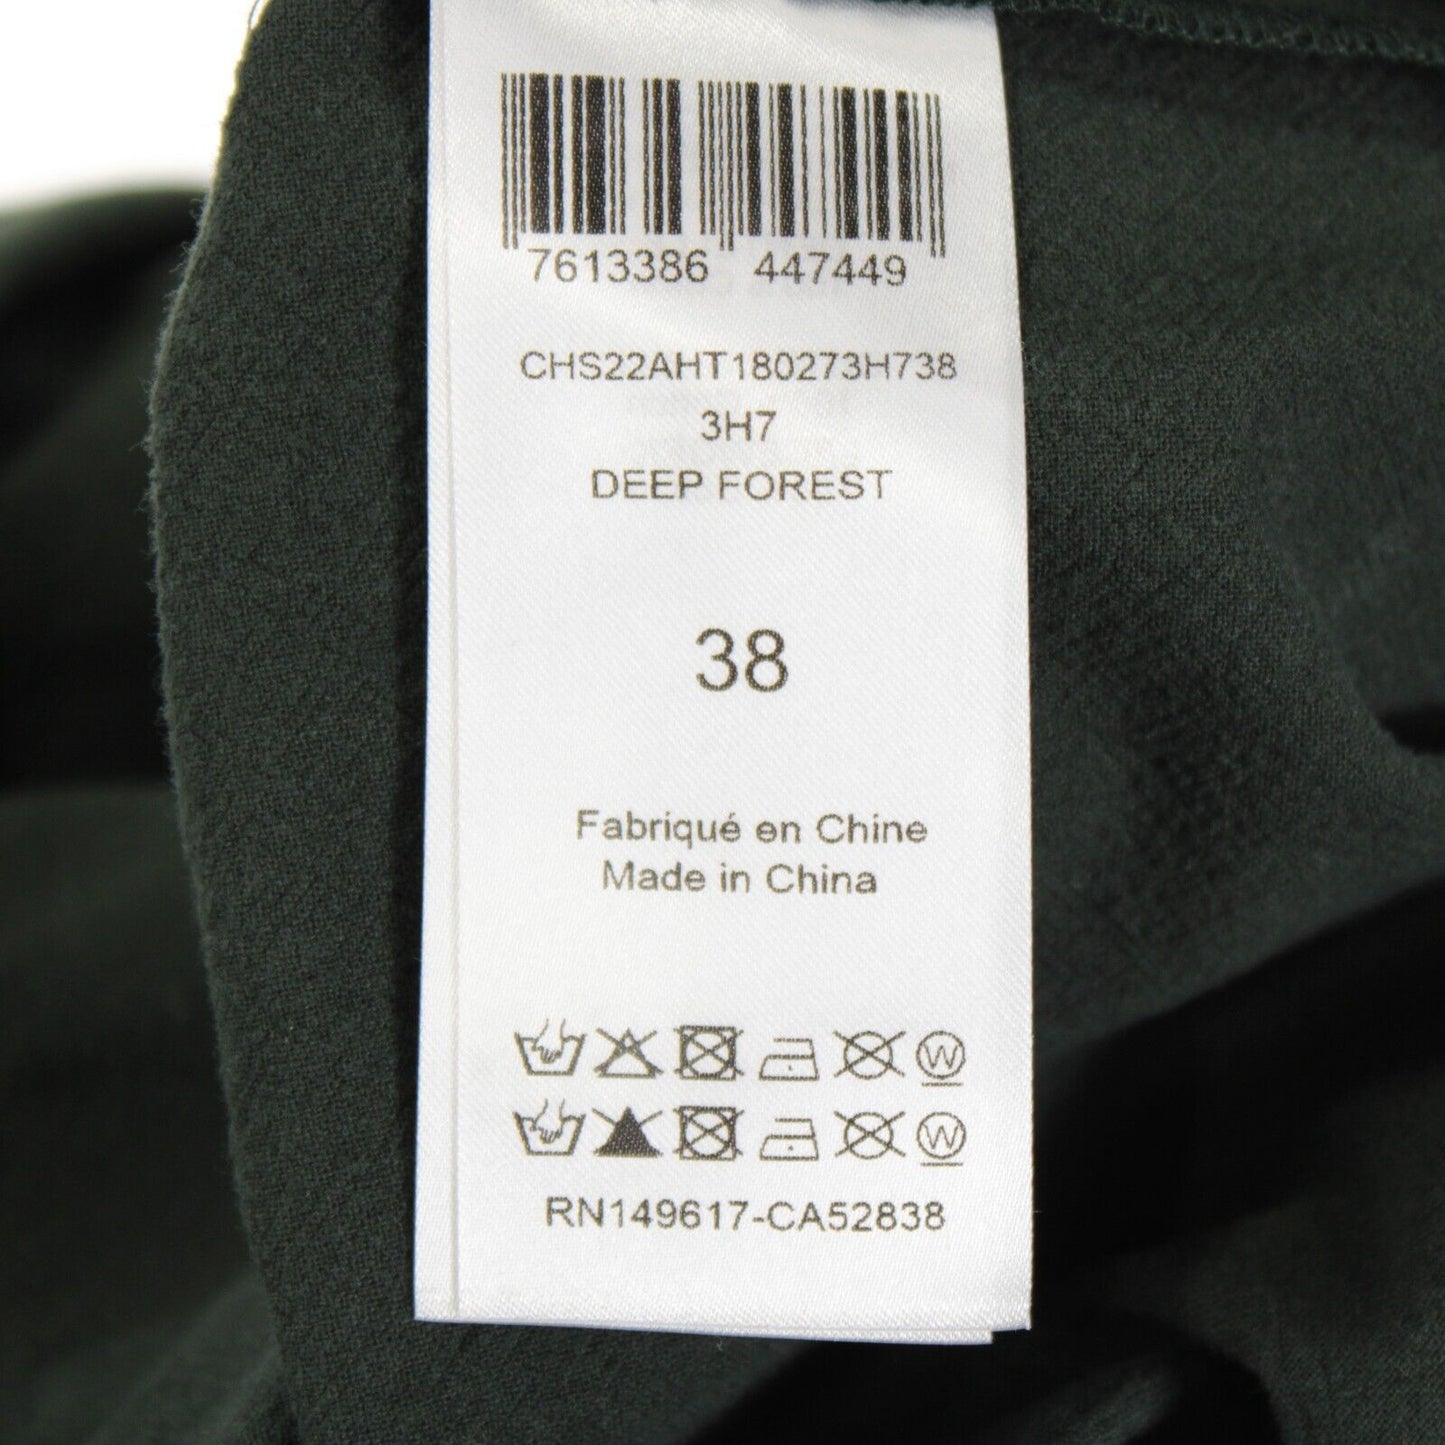 7613386 447449
CHS22AHT180273H738
3H7
DEEP FOREST
38
Fabriqué en Chine
Made in China
W
W
RN149617-CA52838